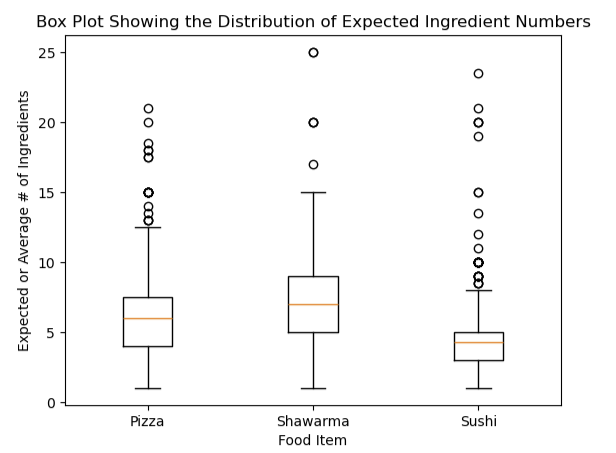 Box Plot Showing the Distribution of Expected Ingredient Numbers
Expected or Average # of Ingredients
25
20
15
10
5
0
Pizza
Shawarma
Sushi
Food Item